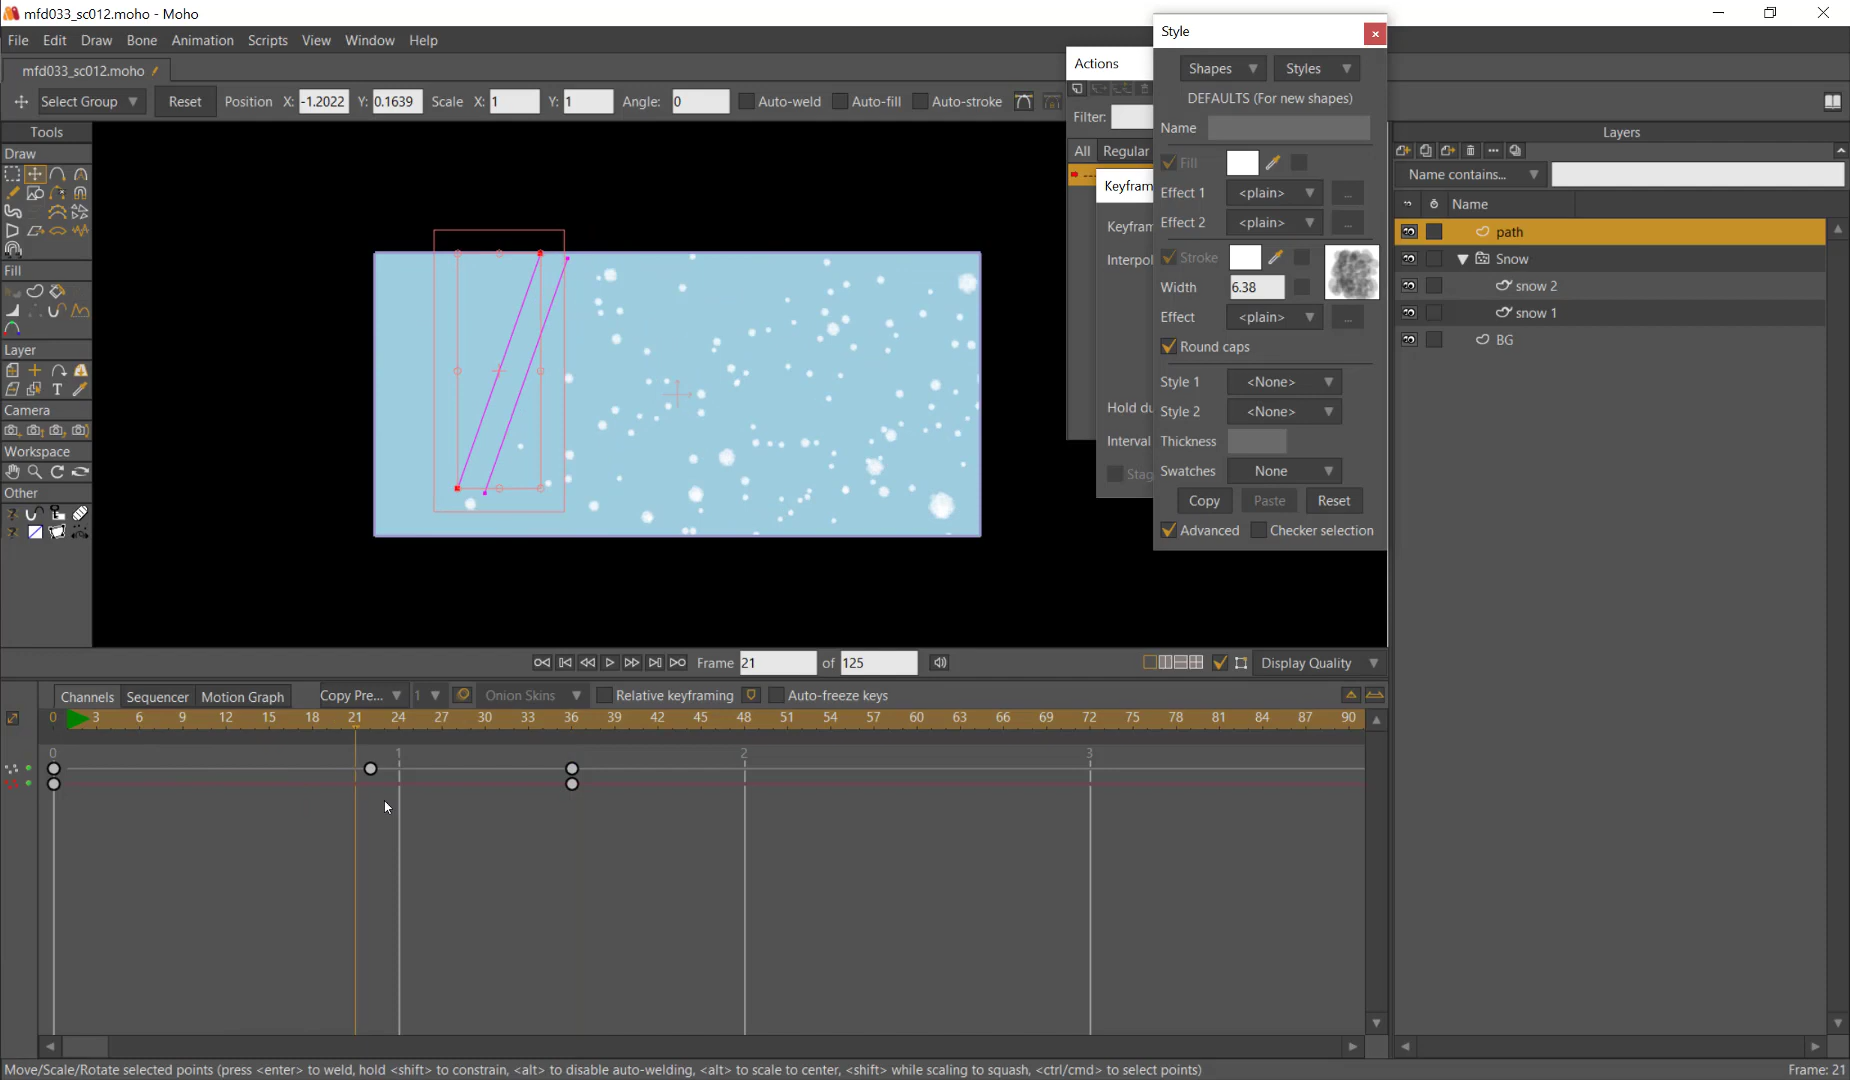 mfd033_sc012.moho - Moho
File Edit Draw Bone Animation Scripts View Window Help
mfd033_sc012.moho
Select Group Reset Position X: -1.2022 Y: 0.1639 Scale X: 1 Y: 1 Angle: 0 Auto-weld Auto-fill Auto-stroke
Tools
Draw
Fill
Layer
Camera
Workspace
Other
Actions
Filter:
All Regular
Keyfram
Keyfram
Interpol
Hold du
Interval
Stag
Style
Shapes Styles
DEFAULTS (For new shapes)
Name
Fill
Effect 1 <plain> ...
Effect 2 <plain> ...
Stroke
Width 6.38
Effect <plain> ...
Round caps
Style 1 <None>
Style 2 <None>
Thickness
Swatches None
Copy Paste Reset
Advanced Checker selection
Layers
Name contains...
Name
path
Snow
snow 2
snow 1
BG
Frame 21 of 125 Display Quality
Channels Sequencer Motion Graph Copy Pre... 1 Onion Skins Relative keyframing Auto-freeze keys
0 3 6 9 12 15 18 21 24 27 30 33 36 39 42 45 48 51 54 57 60 63 66 69 72 75 78 81 84 87 90
0 1 2 3
Move/Scale/Rotate selected points (press <enter> to weld, hold <shift> to constrain, <alt> to disable auto-welding, <alt> to scale to center, <shift> while scaling to squash, <ctrl/cmd> to select points) Frame: 21